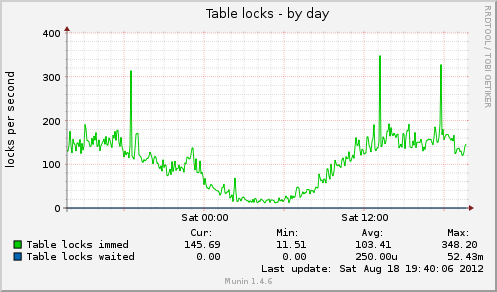 Table locks - by day
RRDTOOL / TOBI OETIKER
locks per second
400
300
200
100
0
Sat 00:00 Sat 12:00
Cur: Min: Avg: Max:
Table locks immed 145.69 11.51 103.41 348.20
Table locks waited 0.00 0.00 250.00u 52.43m
Last update: Sat Aug 18 19:40:06 2012
Munin 1.4.6